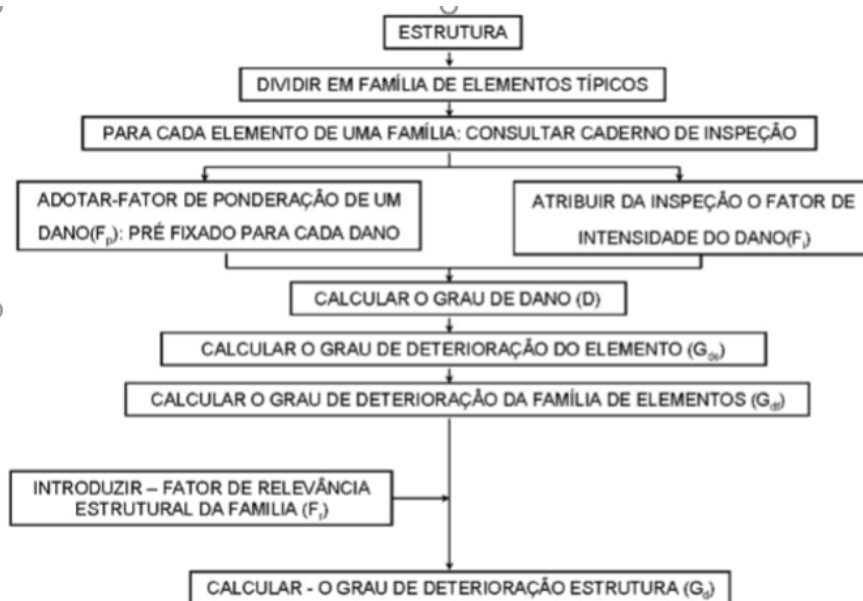 ESTRUTURA
DIVIDIR EM FAMÍLIA DE ELEMENTOS TÍPICOS
PARA CADA ELEMENTO DE UMA FAMÍLIA: CONSULTAR CADERNO DE INSPEÇÃO
ADOTAR-FATOR DE PONDERAÇÃO DE UM
DANO(Fp): PRÉ FIXADO PARA CADA DANO
ATRIBUIR DA INSPEÇÃO O FATOR DE
INTENSIDADE DO DANO(Fi)
CALCULAR O GRAU DE DANO (D)
CALCULAR O GRAU DE DETERIORAÇÃO DO ELEMENTO (Gde)
CALCULAR O GRAU DE DETERIORAÇÃO DA FAMÍLIA DE ELEMENTOS (Gdf)
INTRODUZIR – FATOR DE RELEVÂNCIA
ESTRUTURAL DA FAMILIA (Fr)
CALCULAR - O GRAU DE DETERIORAÇÃO ESTRUTURA (Gd)